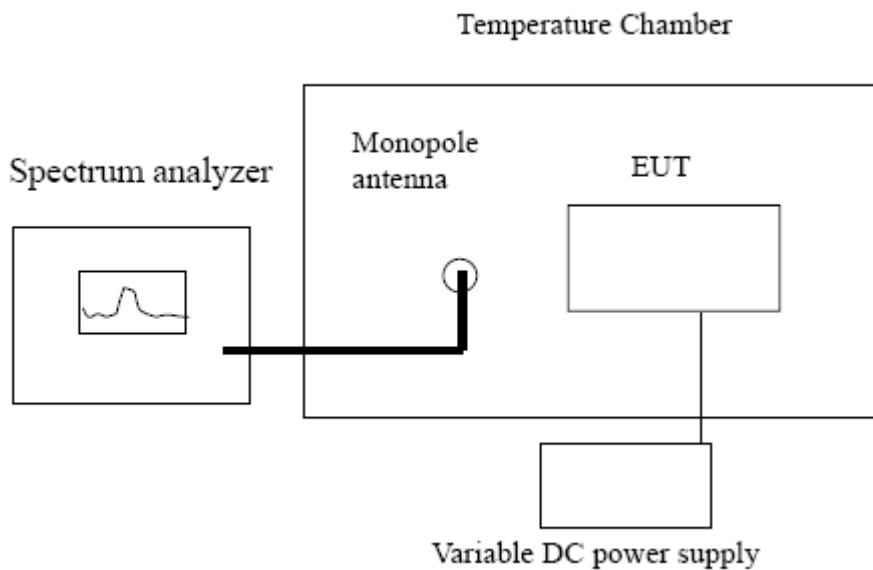 Temperature Chamber
Monopole
antenna
EUT
Spectrum analyzer
Variable DC power supply